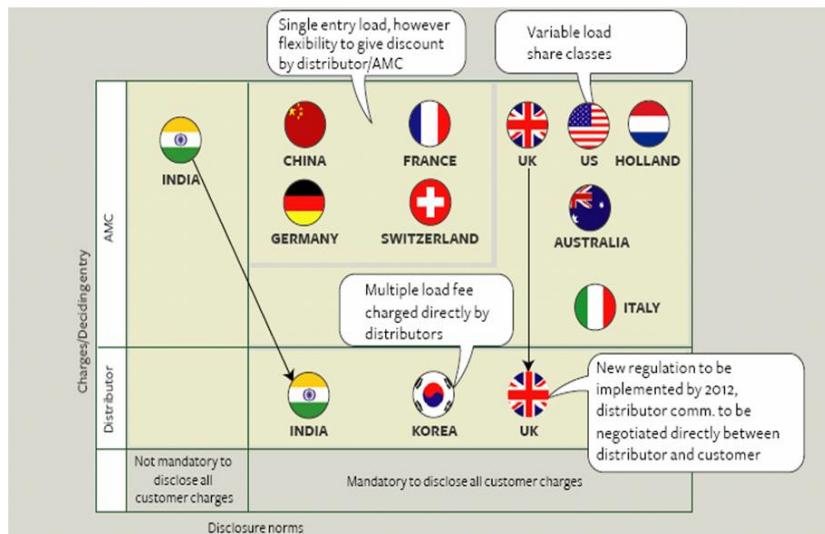 Single entry load, however
flexibility to give discount
by distributor/AMC
Variable load
share classes
INDIA
CHINA
FRANCE
UK
US
HOLLAND
GERMANY
SWITZERLAND
AUSTRALIA
ITALY
Charges/Deciding entry
AMC
Multiple load fee
charged directly by
distributors
Distributor
INDIA
KOREA
UK
New regulation to be
implemented by 2012,
distributor comm. to be
negotiated directly between
distributor and customer
Not mandatory to
disclose all
customer charges
Mandatory to disclose all customer charges
Disclosure norms